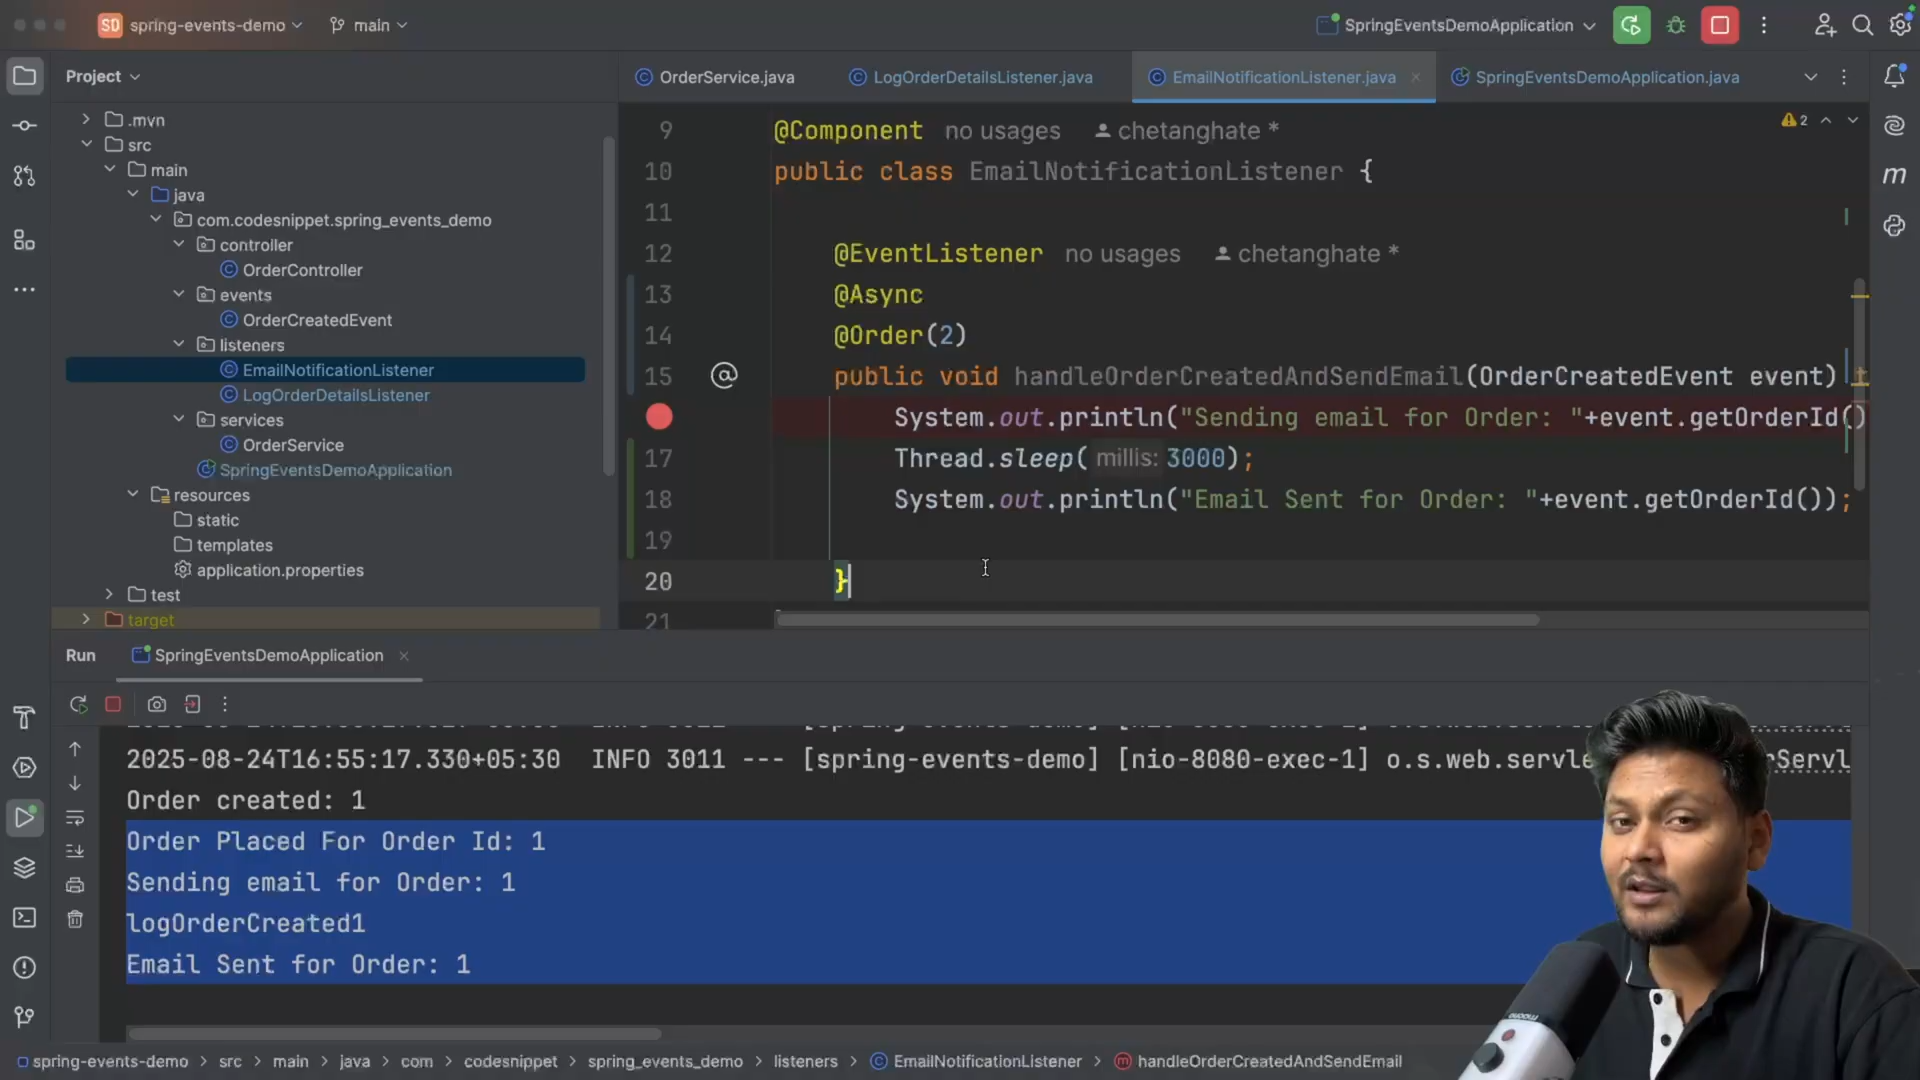 SD spring-events-demo main SpringEventsDemoApplication
Project
.mvn
src
main
java
com.codesnippet.spring_events_demo
controller
OrderController
events
OrderCreatedEvent
listeners
EmailNotificationListener
LogOrderDetailsListener
services
OrderService
SpringEventsDemoApplication
resources
static
templates
application.properties
test
target
OrderService.java LogOrderDetailsListener.java EmailNotificationListener.java SpringEventsDemoApplication.java
9 @Component no usages chetanghate *
2
10 public class EmailNotificationListener {
11
12 @EventListener no usages chetanghate *
13 @Async
14 @Order(2)
15 public void handleOrderCreatedAndSendEmail(OrderCreatedEvent event)
System.out.println("Sending email for Order: "+event.getOrderId()
17 Thread.sleep( millis: 3000);
18 System.out.println("Email Sent for Order: "+event.getOrderId());
19
20 }
21
Run SpringEventsDemoApplication
2025-08-24T16:55:17.330+05:30 INFO 3011 --- [spring-events-demo] [nio-8080-exec-1] o.s.web.servle
Order created: 1
Order Placed For Order Id: 1
Sending email for Order: 1
logOrderCreated1
Email Sent for Order: 1
spring-events-demo > src > main > java > com > codesnippet > spring_events_demo > listeners > EmailNotificationListener > handleOrderCreatedAndSendEmail